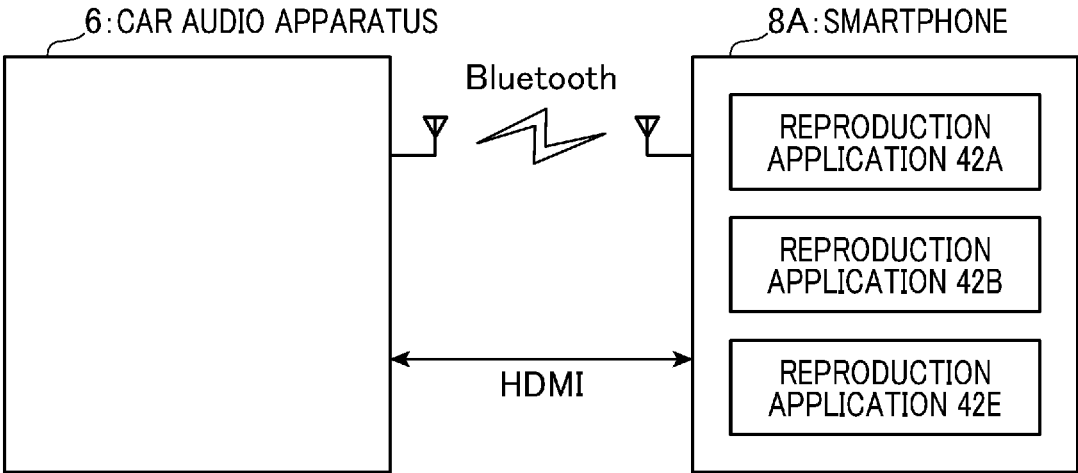 6:CAR AUDIO APPARATUS
8A:SMARTPHONE
Bluetooth
REPRODUCTION
APPLICATION 42A
REPRODUCTION
APPLICATION 42B
HDMI
REPRODUCTION
APPLICATION 42E